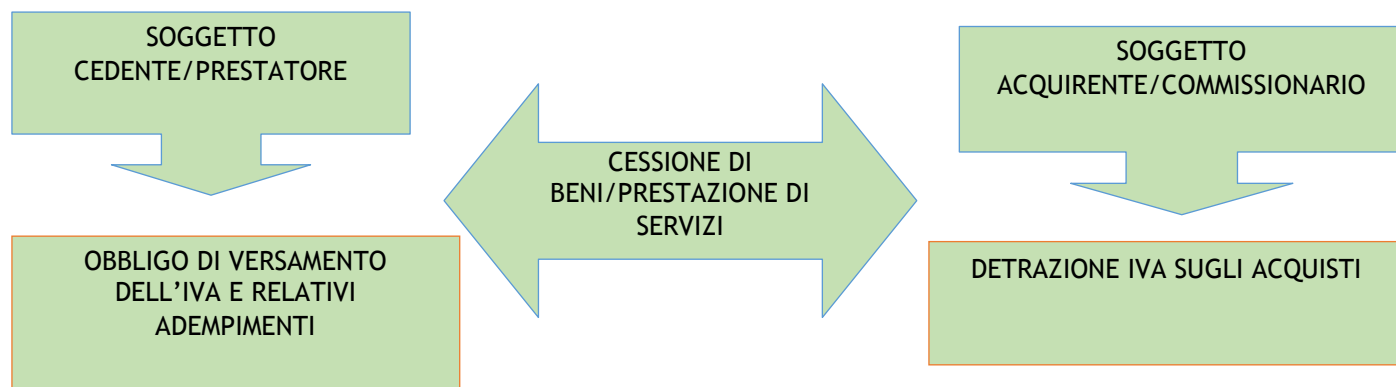 SOGGETTO
CEDENTE/PRESTATORE
OBBLIGO DI VERSAMENTO
DELL'IVA E RELATIVI
ADEMPIMENTI
CESSIONE DI
BENI/PRESTAZIONE DI
SERVIZI
SOGGETTO
ACQUIRENTE/COMMISSIONARIO
DETRAZIONE IVA SUGLI ACQUISTI